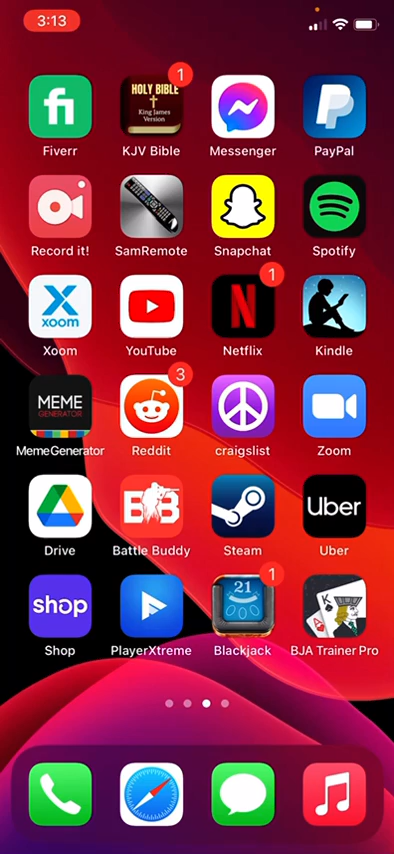 3:13
HOLY BIBLE
King James
Version
1
Fiverr
KJV Bible
Messenger
PayPal
Record it!
SamRemote
Snapchat
Spotify
xoom
1
Xoom
YouTube
Netflix
Kindle
MEME
GENERATOR
3
MemeGenerator
Reddit
craigslist
Zoom
BB
Uber
Drive
Battle Buddy
Steam
Uber
shop
21
1
K
A
Shop
PlayerXtreme
Blackjack
BJA Trainer Pro